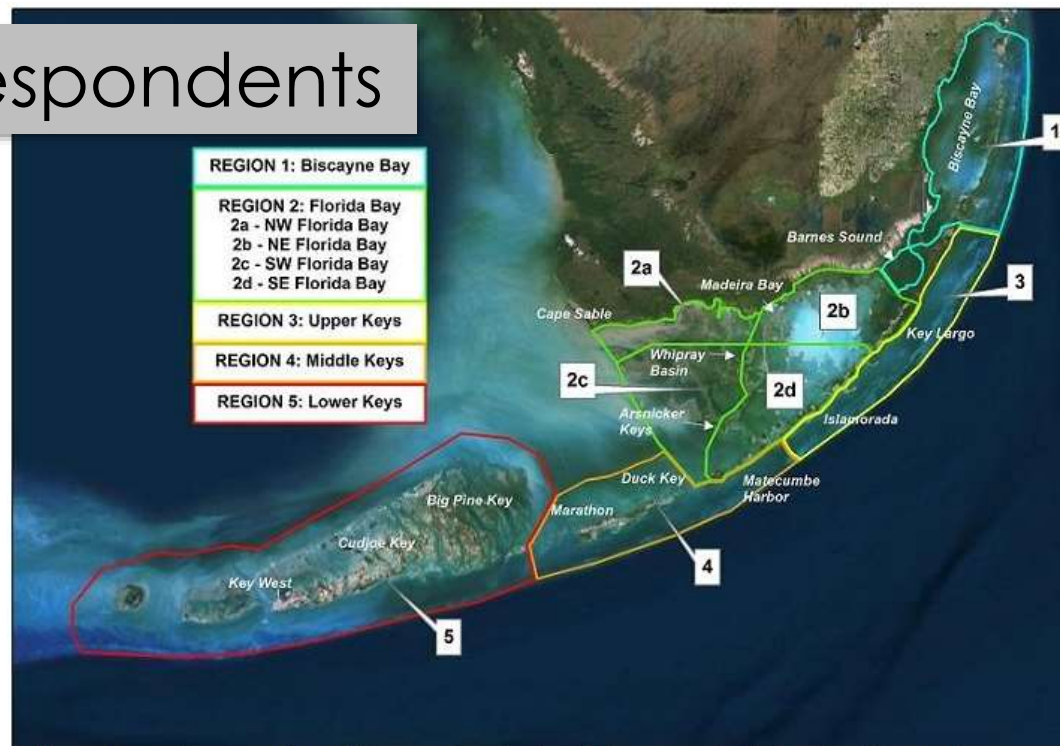 espondents
REGION 1: Biscayne Bay
REGION 2: Florida Bay
2a - NW Florida Bay
2b - NE Florida Bay
2c - SW Florida Bay
2d - SE Florida Bay
REGION 3: Upper Keys
REGION 4: Middle Keys
REGION 5: Lower Keys
Biscayne Bay
1
Barnes Sound
2a
Madeira Bay
3
2b
Cape Sable
Key Largo
Whipray
Basin
2c
2d
Arsnicker
Keys
Islamorada
Duck Key
Matecumbe
Harbor
Big Pine Key
Marathon
Cudjoe Key
4
Key West
5